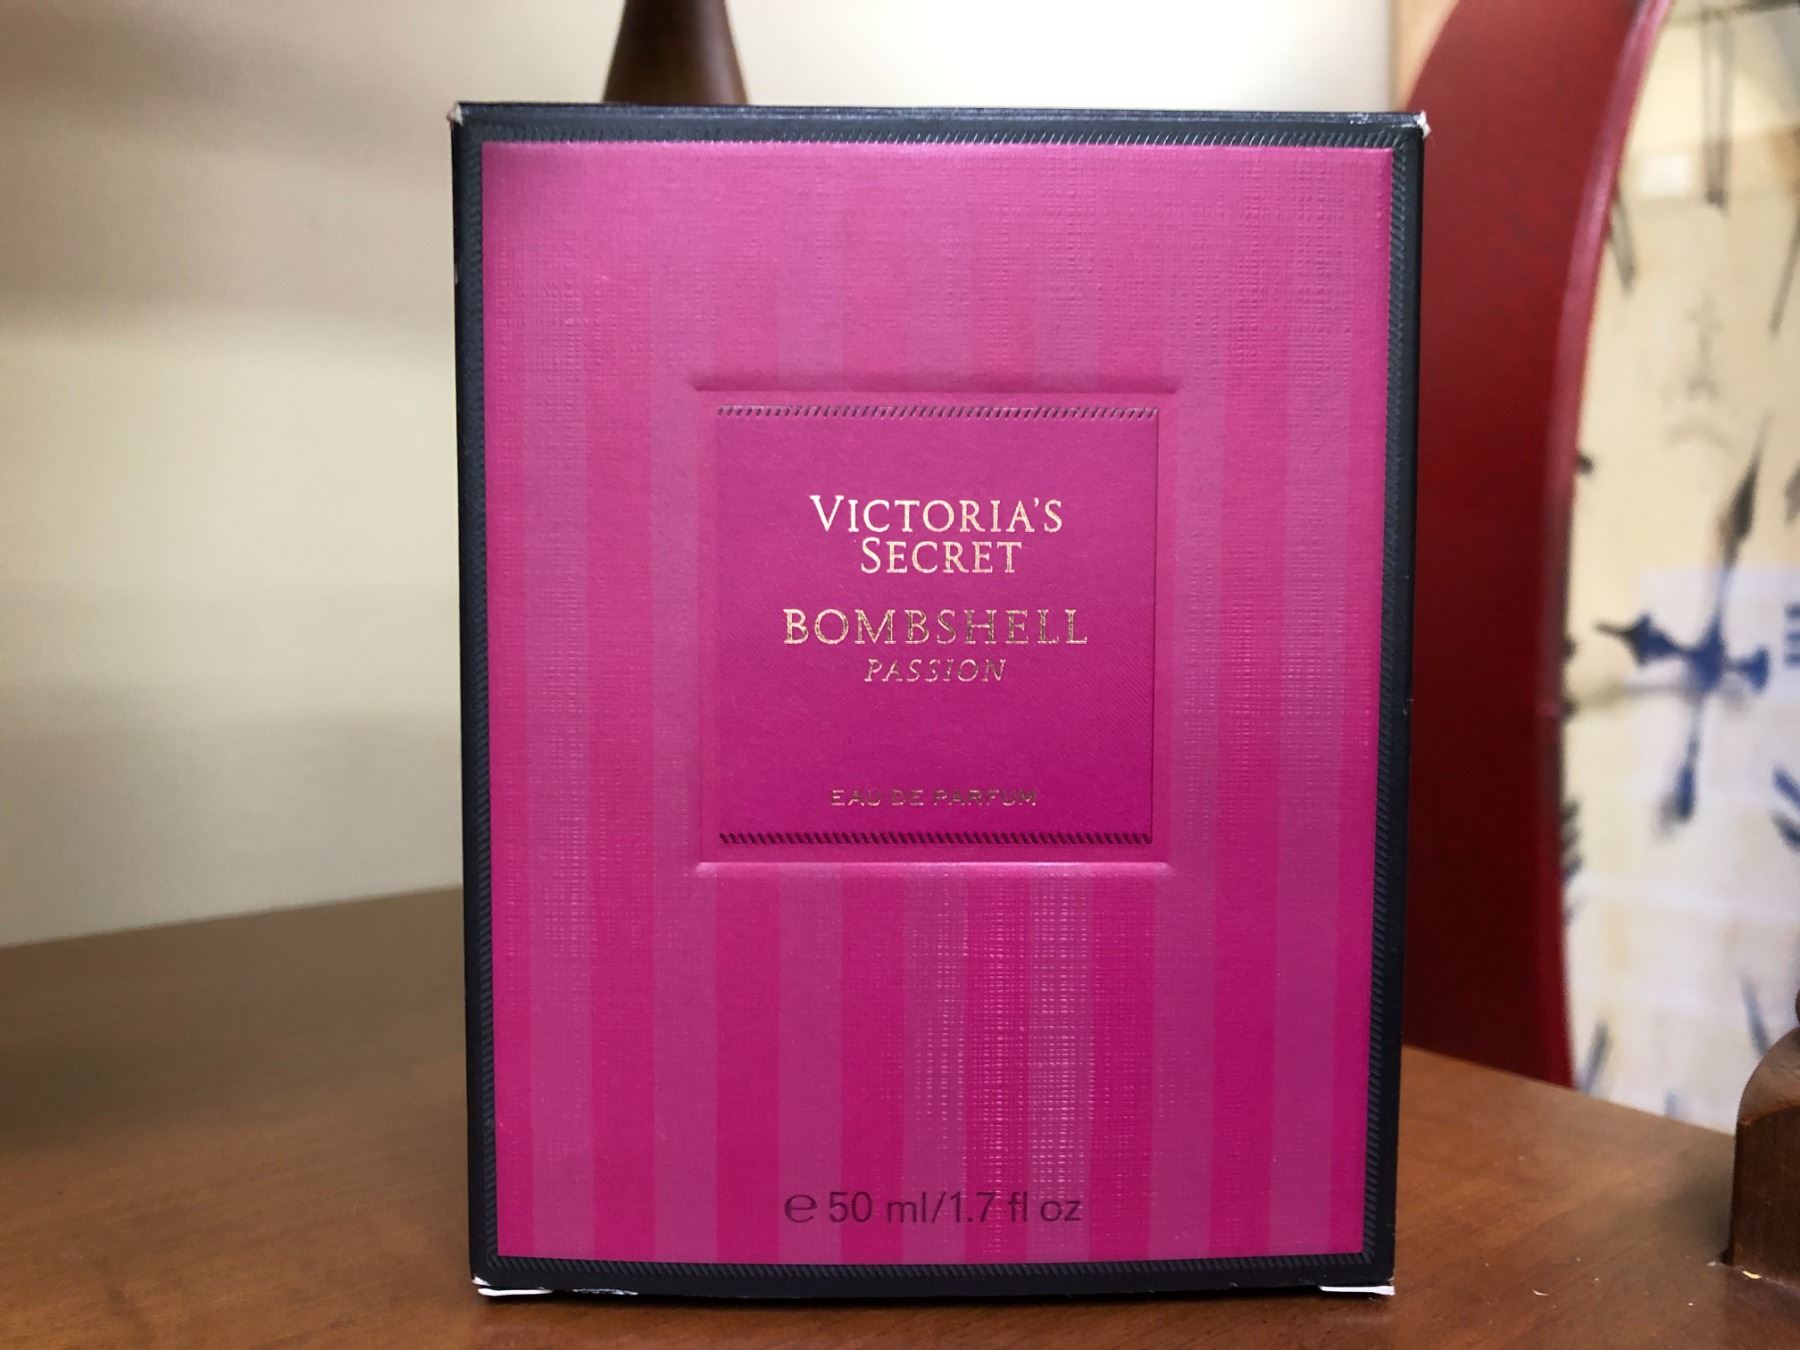 VICTORIA'S
SECRET
BOMBSHELL
PASSION
EAU DE PARFUM
℮ 50 ml/1.7 fl oz